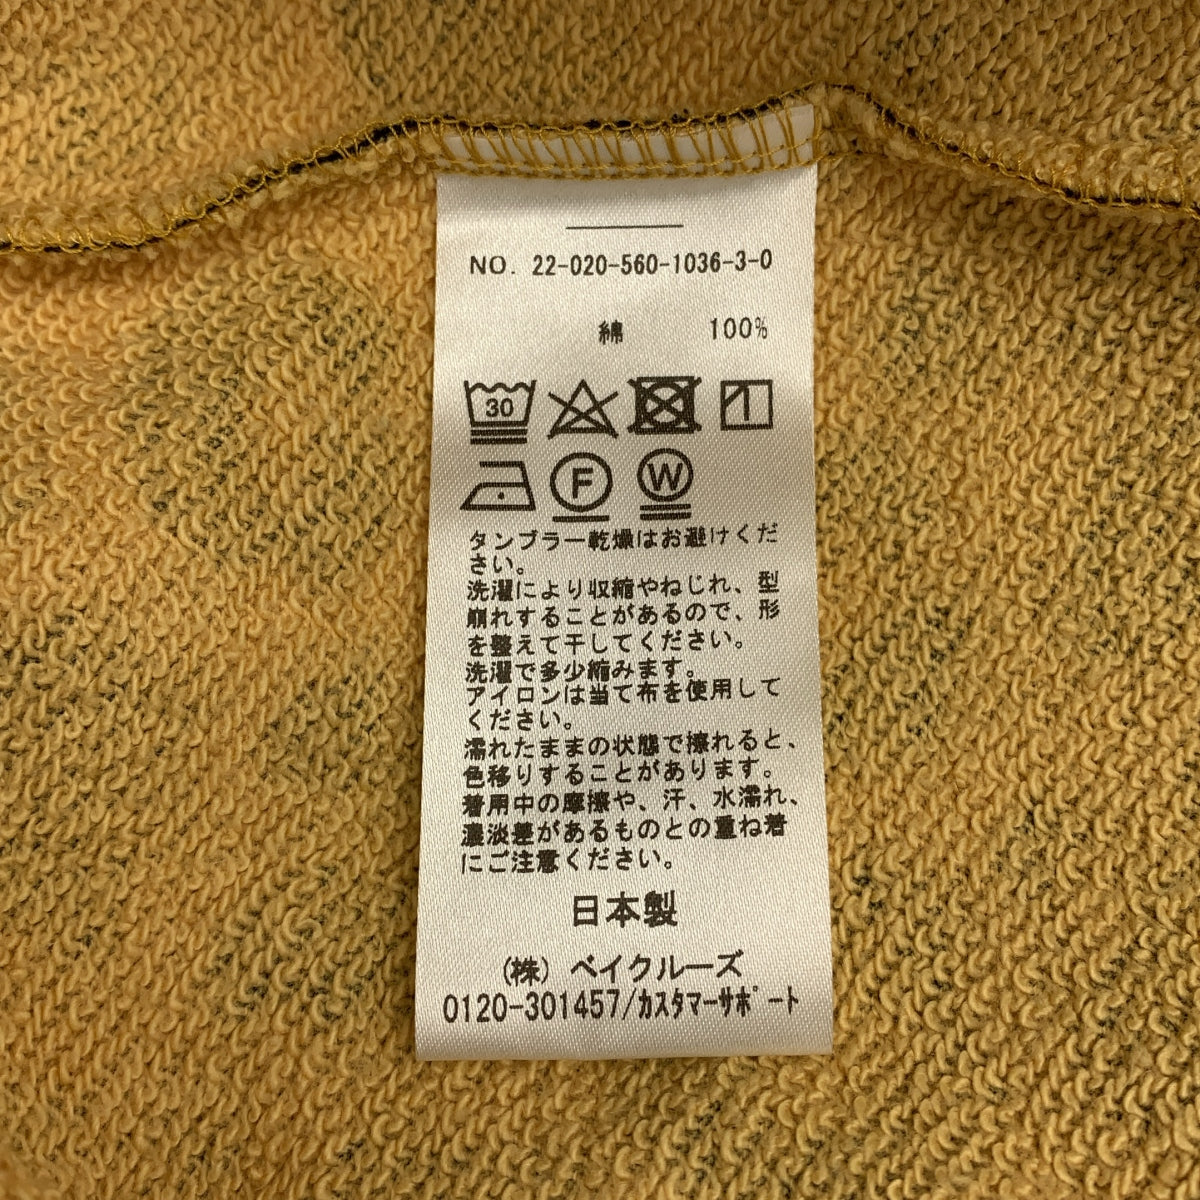 NO. 22-020-560-1036-3-0
綿 100%
30
F W
タンブラー乾燥はお避けくだ
さい。
洗濯により収縮やねじれ、型
崩れすることがあるので、形
を整えて干してください。
洗濯で多少縮みます。
アイロンは当て布を使用して
ください。
濡れたままの状態で擦れると、
色移りすることがあります。
着用中の摩擦や、汗、水濡れ、
濃淡差があるものとの重ね着
にご注意ください。
日本製
(株) ベイクルーズ
0120-301457/カスタマーサポート